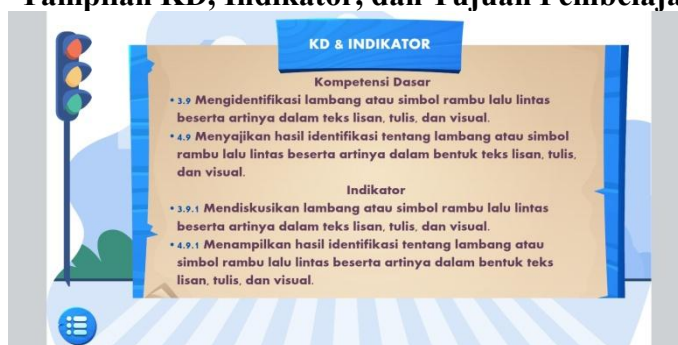 Tampilan KD, Indikator, dan Tujuan
KD & INDIKATOR
Kompetensi Dasar
• 3.9 Mengidentifikasi lambang atau simbol rambu lalu lintas
beserta artinya dalam teks lisan, tulis, dan visual.
• 4.9 Menyajikan hasil identifikasi tentang lambang atau simbol
rambu lalu lintas beserta artinya dalam bentuk teks lisan, tulis,
dan visual.
Indikator
• 3.9.1 Mendiskusikan lambang atau simbol rambu lalu lintas
beserta artinya dalam teks lisan, tulis, dan visual.
• 4.9.1 Menampilkan hasil identifikasi tentang lambang atau
simbol rambu lalu lintas beserta artinya dalam bentuk teks
lisan, tulis, dan visual.